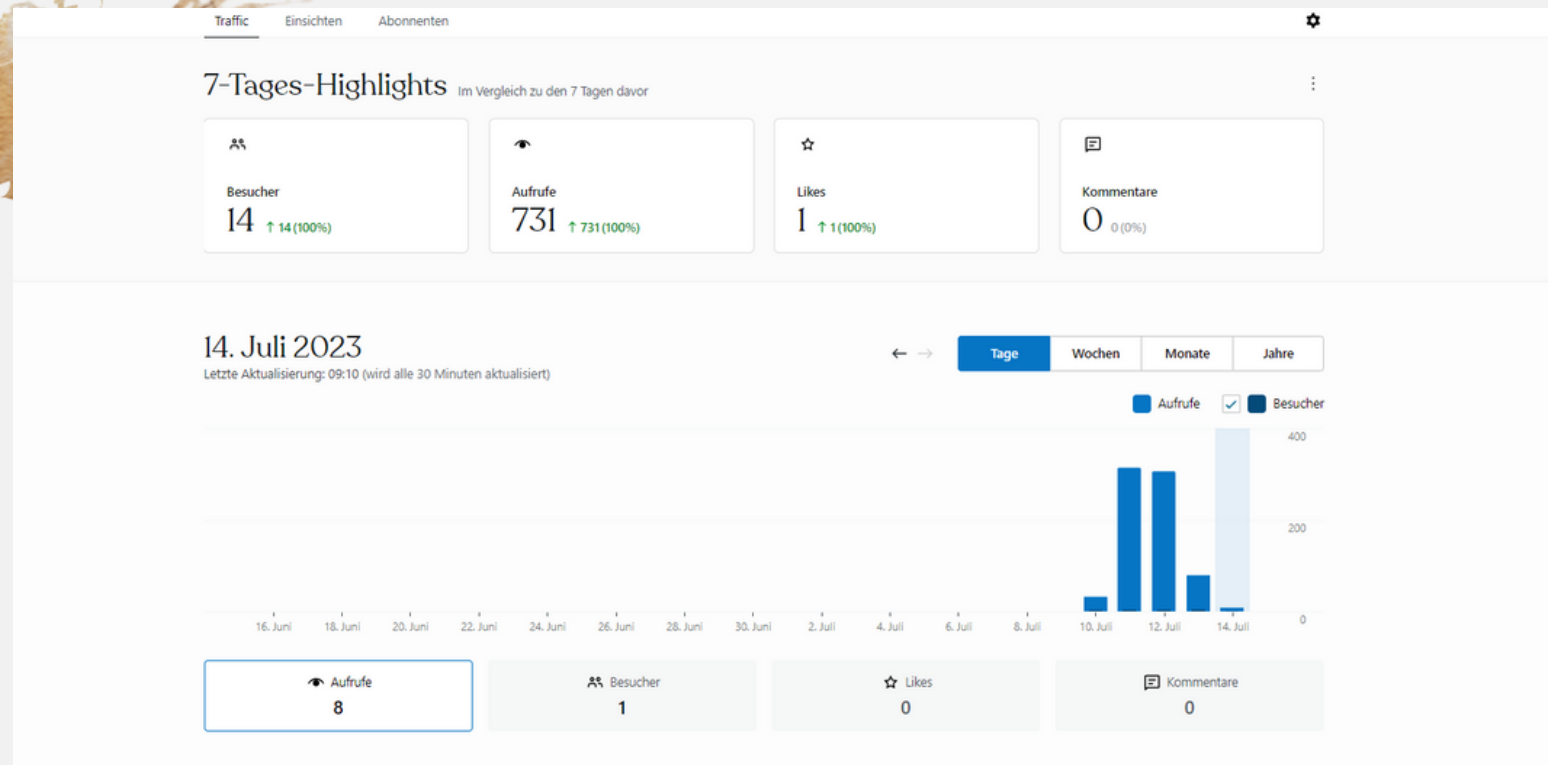 Traffic Einsichten Abonnenten
7-Tages-Highlights Im Vergleich zu den 7 Tagen davor
Besucher
14 ↑ 14 (100%)
Aufrufe
731 ↑ 731 (100%)
Likes
1 ↑ 1 (100%)
Kommentare
0 0 (0%)
14. Juli 2023
Letzte Aktualisierung: 09:10 (wird alle 30 Minuten aktualisiert)
← → Tage Wochen Monate Jahre
Aufrufe Besucher
400
200
0
16. Juni 18. Juni 20. Juni 22. Juni 24. Juni 26. Juni 28. Juni 30. Juni 2. Juli 4. Juli 6. Juli 8. Juli 10. Juli 12. Juli 14. Juli
Aufrufe
8
Besucher
1
Likes
0
Kommentare
0